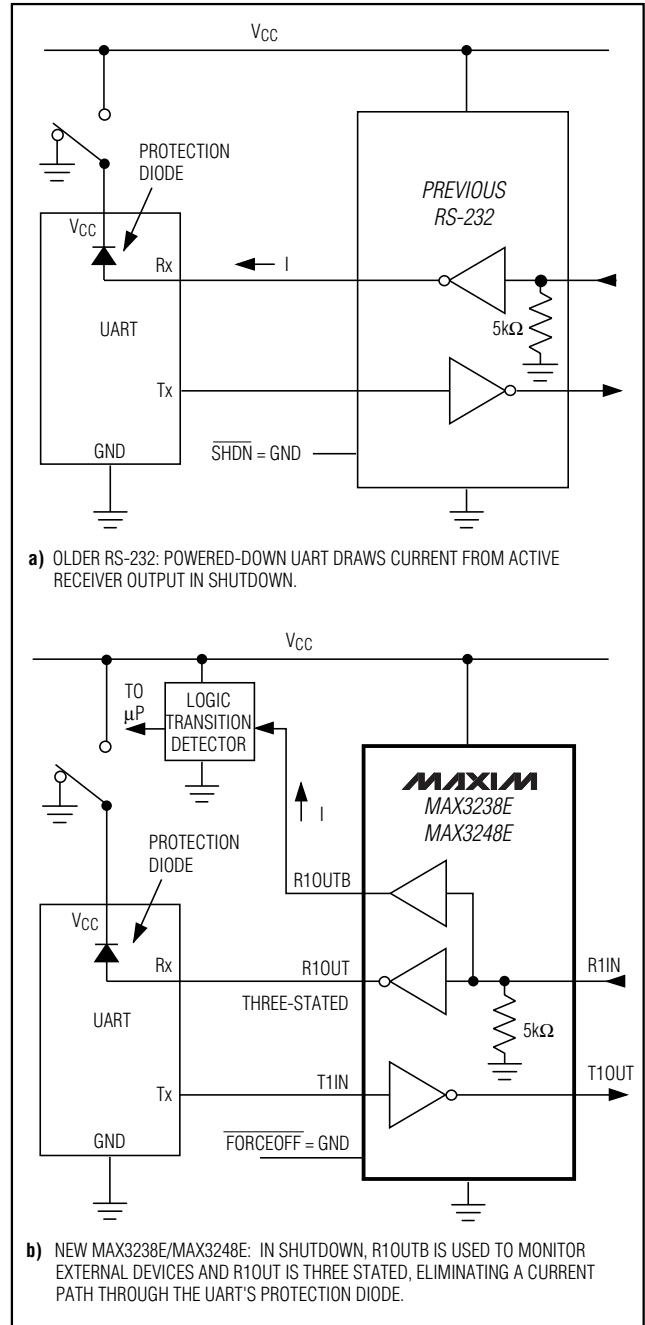 VCC
PROTECTION
DIODE
PREVIOUS
RS-232
VCC
Rx
I
5kΩ
UART
Tx
GND
SHDN = GND
a) OLDER RS-232: POWERED-DOWN UART DRAWS CURRENT FROM ACTIVE
RECEIVER OUTPUT IN SHUTDOWN.
VCC
TO
μP
LOGIC
TRANSITION
DETECTOR
MAXIM
MAX3238E
MAX3248E
I
PROTECTION
DIODE
R1OUTB
VCC
Rx
R1OUT
R1IN
THREE-STATED
UART
5kΩ
Tx
T1IN
T1OUT
GND
FORCEOFF = GND
b) NEW MAX3238E/MAX3248E: IN SHUTDOWN, R1OUTB IS USED TO MONITOR
EXTERNAL DEVICES AND R1OUT IS THREE STATED, ELIMINATING A CURRENT
PATH THROUGH THE UART'S PROTECTION DIODE.